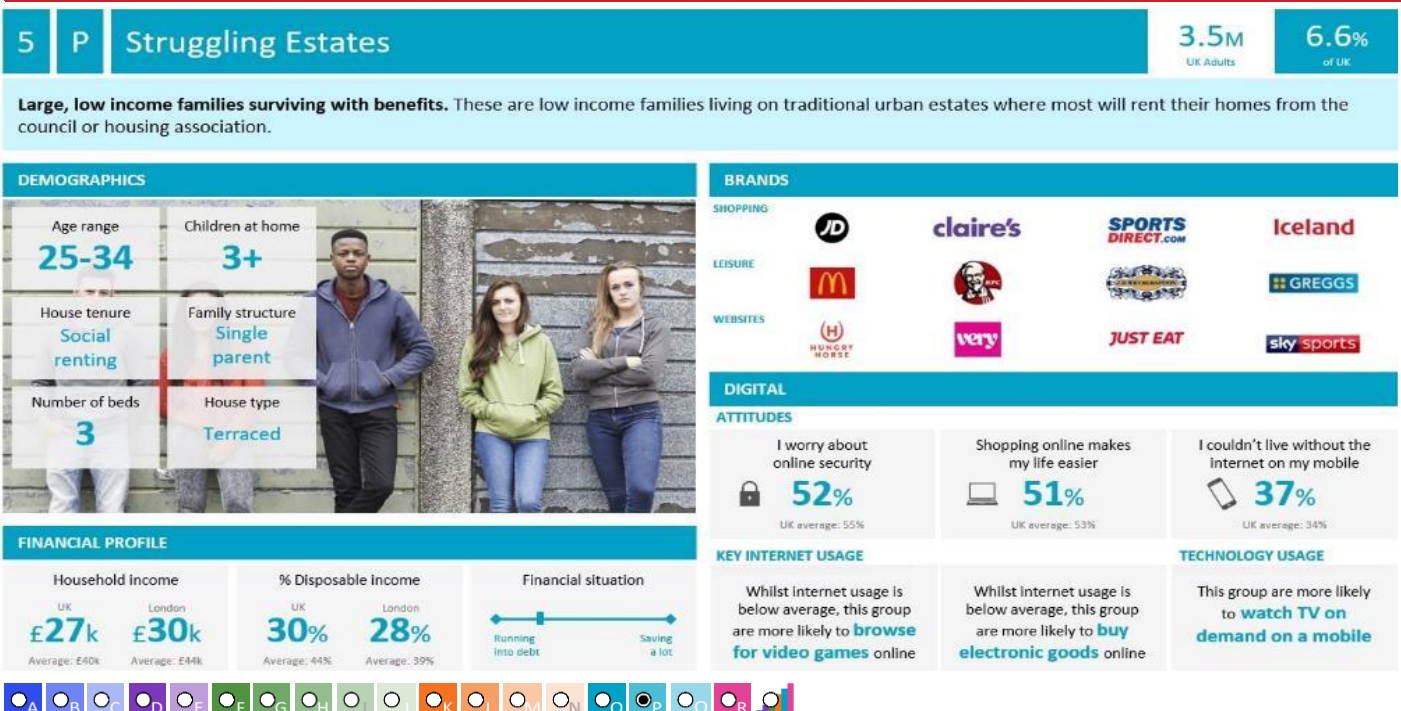 5 P Struggling Estates
3.5M
UK Adults
6.6%
of UK
Large, low income families surviving with benefits. These are low income families living on traditional urban estates where most will rent their homes from the
council or housing association.
DEMOGRAPHICS
Age range
25-34
Children at home
3+
House tenure
Social
renting
Family structure
Single
parent
Number of beds
3
House type
Terraced
FINANCIAL PROFILE
Household income
UK
£27k
Average: £40k
London
£30k
Average: £44k
% Disposable income
UK
30%
Average: 44%
London
28%
Average: 39%
Financial situation
Running
into debt
Saving
a lot
BRANDS
SHOPPING
JD
claire's
SPORTS
DIRECT.COM
Iceland
LEISURE
KFC
GREGGS
WEBSITES
H
HUNGRY
HORSE
very
JUST EAT
sky sports
DIGITAL
ATTITUDES
I worry about
online security
52%
UK average: 55%
Shopping online makes
my life easier
51%
UK average: 53%
I couldn't live without the
internet on my mobile
37%
UK average: 34%
KEY INTERNET USAGE
Whilst internet usage is
below average, this group
are more likely to browse
for video games online
Whilst internet usage is
below average, this group
are more likely to buy
electronic goods online
TECHNOLOGY USAGE
This group are more likely
to watch TV on
demand on a mobile
A B C D E F G H I J K L M N O P Q R